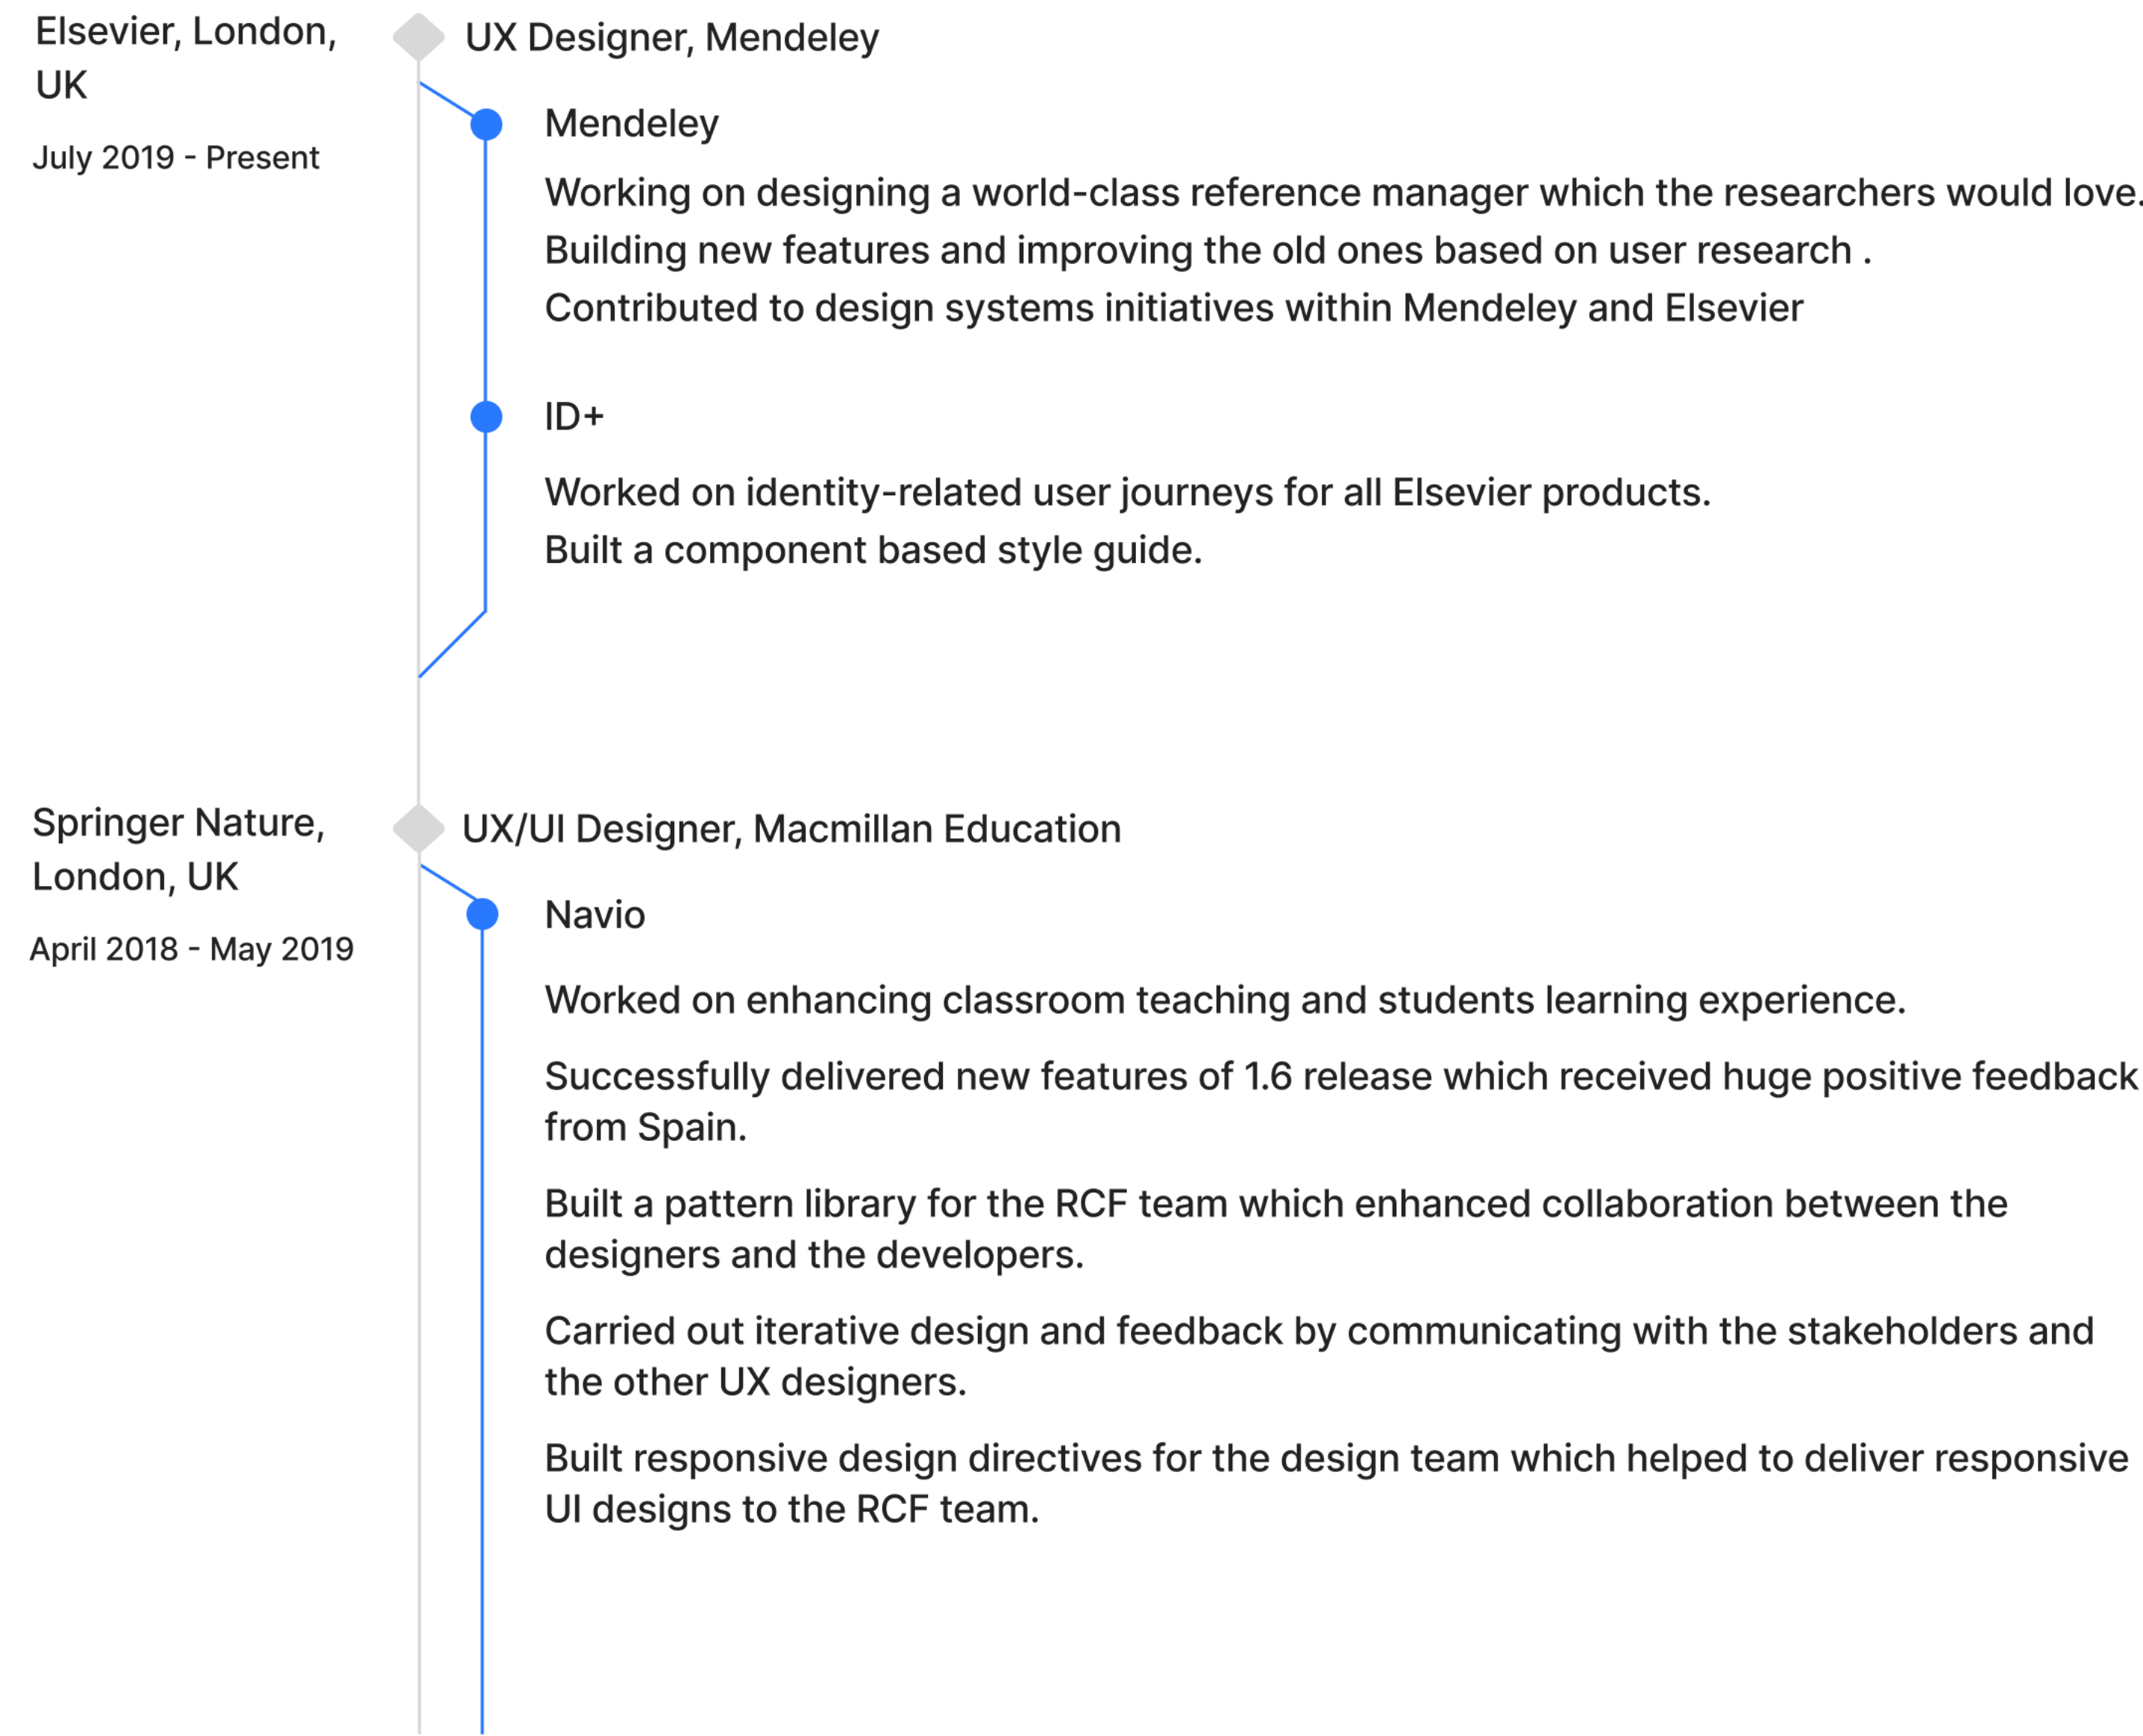 Elsevier, London,
UK
July 2019 - Present
UX Designer, Mendeley
Mendeley
Working on designing a world-class reference manager which the researchers would love.
Building new features and improving the old ones based on user research .
Contributed to design systems initiatives within Mendeley and Elsevier
ID+
Worked on identity-related user journeys for all Elsevier products.
Built a component based style guide.
Springer Nature,
London, UK
April 2018 - May 2019
UX/UI Designer, Macmillan Education
Navio
Worked on enhancing classroom teaching and students learning experience.
Successfully delivered new features of 1.6 release which received huge positive feedback
from Spain.
Built a pattern library for the RCF team which enhanced collaboration between the
designers and the developers.
Carried out iterative design and feedback by communicating with the stakeholders and
the other UX designers.
Built responsive design directives for the design team which helped to deliver responsive
UI designs to the RCF team.